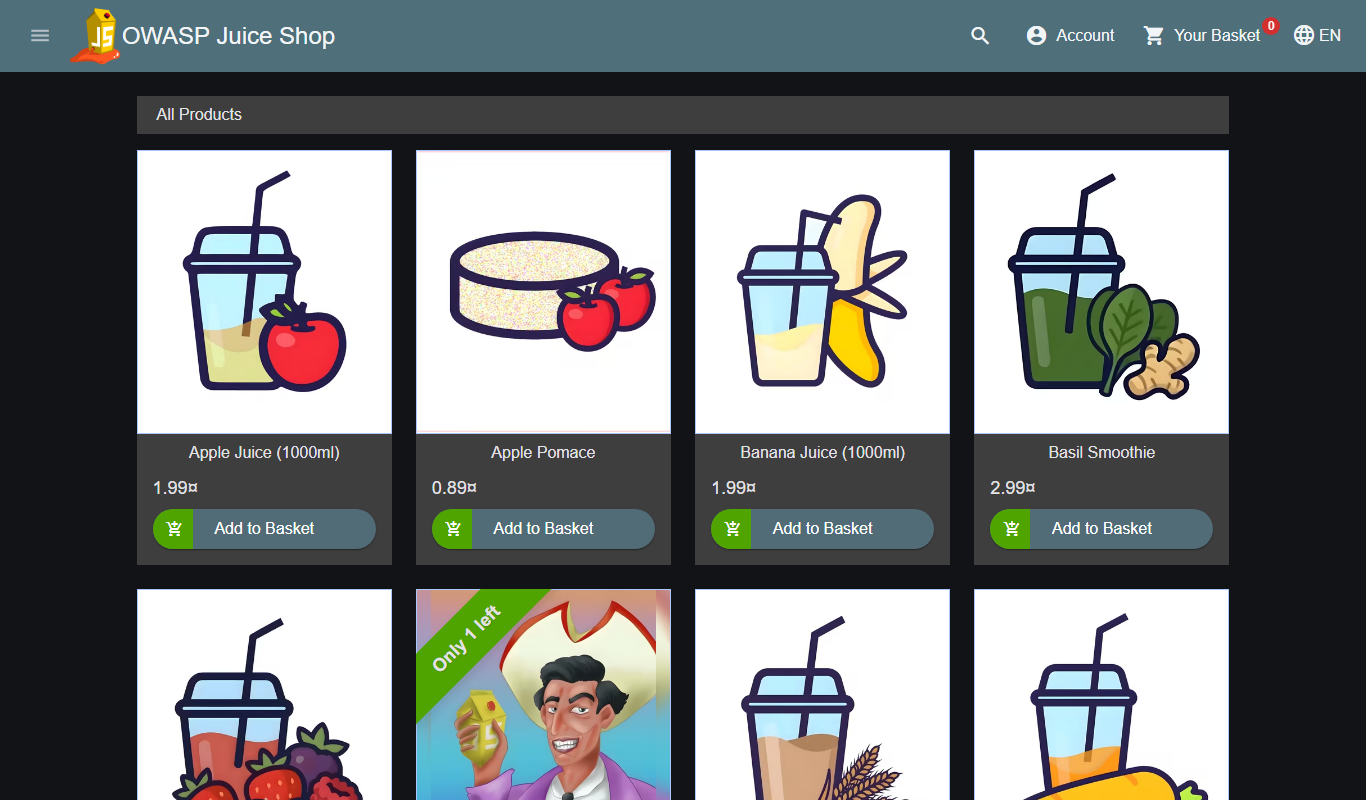 JS
OWASP Juice Shop
Account
Your Basket
0
EN
All Products
Apple Juice (1000ml)
1.99¤
Add to Basket
Apple Pomace
0.89¤
Add to Basket
Banana Juice (1000ml)
1.99¤
Add to Basket
Basil Smoothie
2.99¤
Add to Basket
Only 1 left
JS